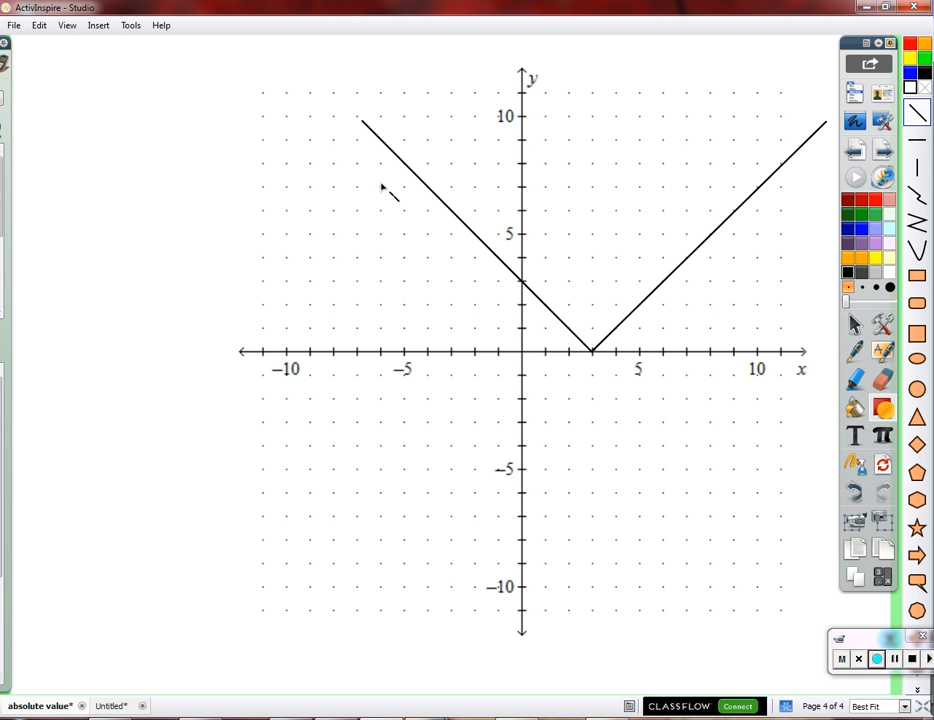 ActivInspire - Studio
File Edit View Insert Tools Help
y
10
5
−10 −5 5 10 x
−5
−10
T π
M
absolute value* Untitled* CLASSFLOW Connect Page 4 of 4 Best Fit